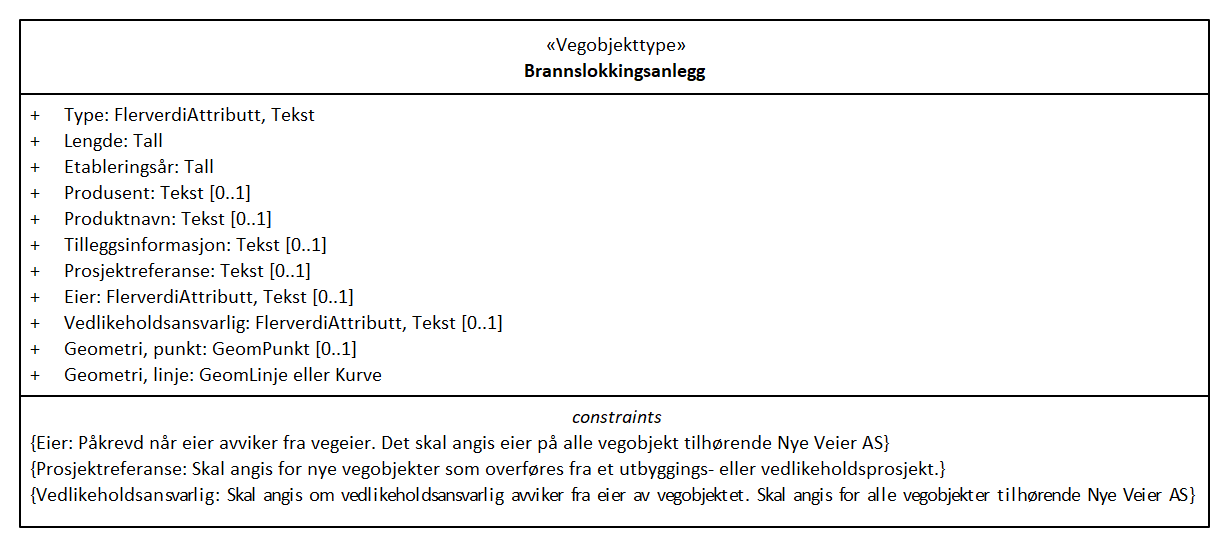 «Vegobjekttype»
Brannslokkingsanlegg
+ Type: FlerverdiAttributt, Tekst
+ Lengde: Tall
+ Etableringsår: Tall
+ Produsent: Tekst [0..1]
+ Produktnavn: Tekst [0..1]
+ Tilleggsinformasjon: Tekst [0..1]
+ Prosjektreferanse: Tekst [0..1]
+ Eier: FlerverdiAttributt, Tekst [0..1]
+ Vedlikeholdsansvarlig: FlerverdiAttributt, Tekst [0..1]
+ Geometri, punkt: GeomPunkt [0..1]
+ Geometri, linje: GeomLinje eller Kurve
constraints
{Eier: Påkrevd når eier avviker fra vegeier. Det skal angis eier på alle vegobjekt tilhørende Nye Veier AS}
{Prosjektreferanse: Skal angis for nye vegobjekter som overføres fra et utbyggings- eller vedlikeholdsprosjekt.}
{Vedlikeholdsansvarlig: Skal angis om vedlikeholdsansvarlig avviker fra eier av vegobjektet. Skal angis for alle vegobjekter tilhørende Nye Veier AS}